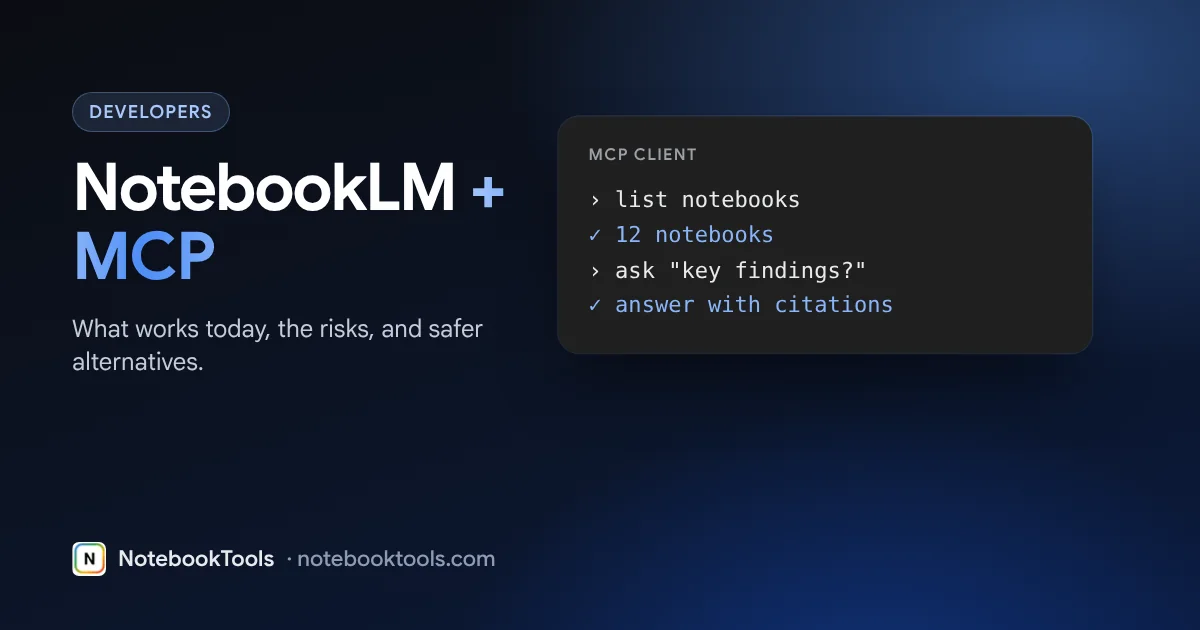 DEVELOPERS
NotebookLM +
MCP
What works today, the risks, and safer
alternatives.
MCP CLIENT
› list notebooks
✓ 12 notebooks
› ask "key findings?"
✓ answer with citations
N NotebookTools · notebooktools.com